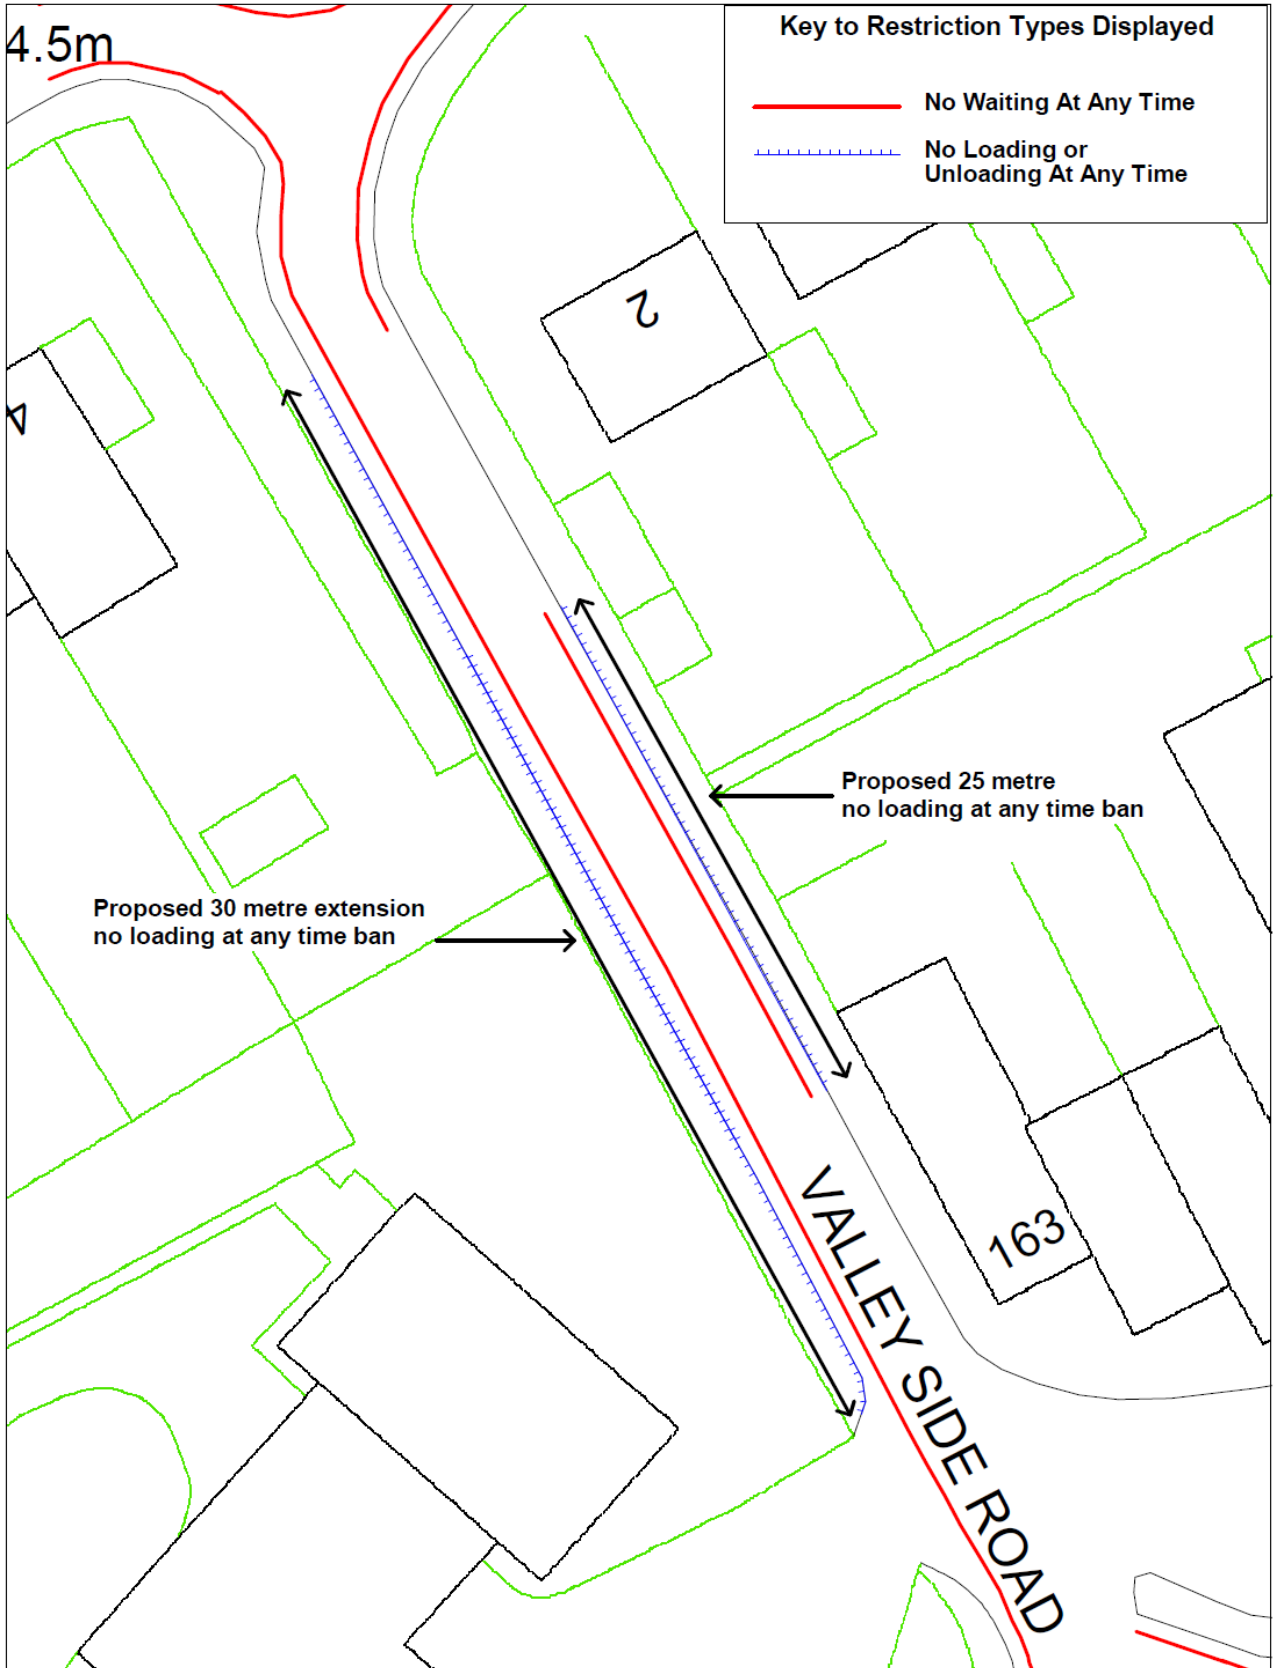 4.5m
Key to Restriction Types Displayed
No Waiting At Any Time
No Loading or
Unloading At Any Time
2
4
Proposed 25 metre
no loading at any time ban
Proposed 30 metre extension
no loading at any time ban
163
VALLEY SIDE ROAD